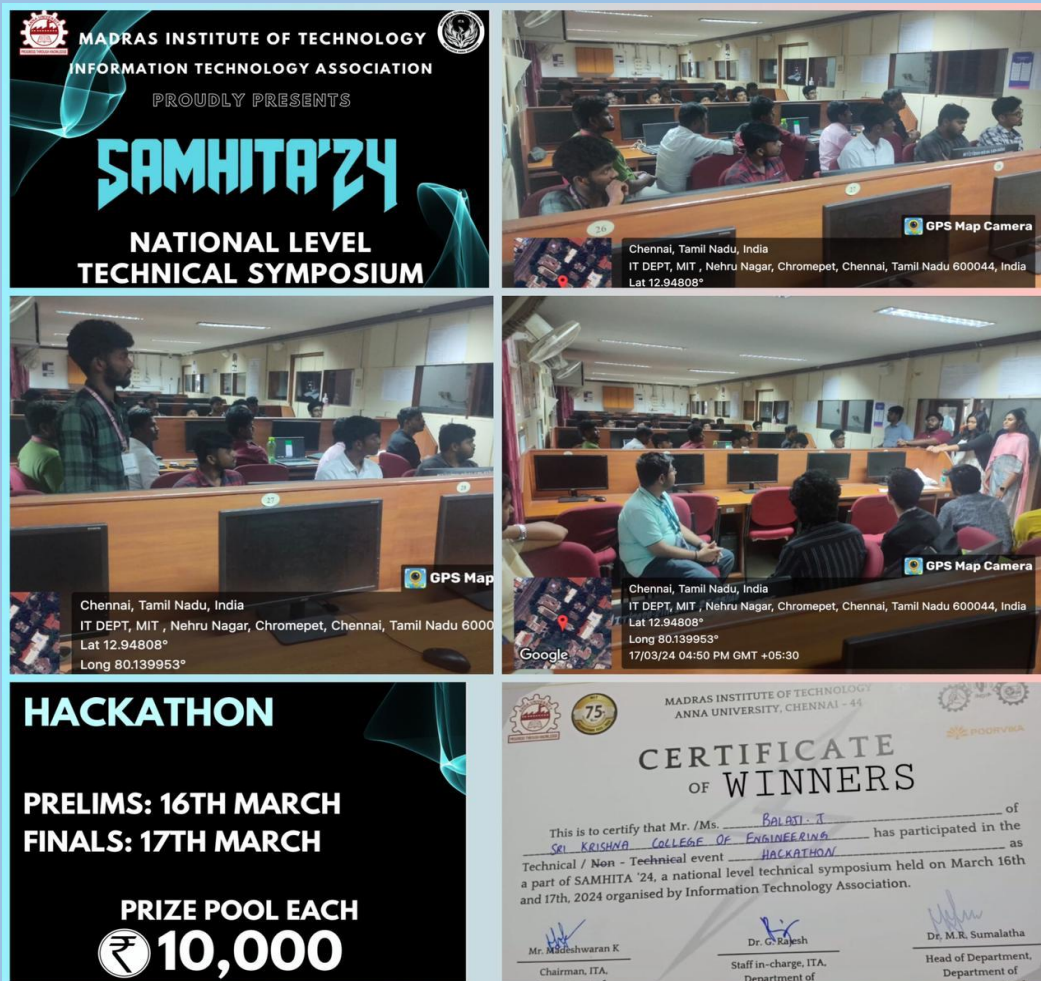 MADRAS INSTITUTE OF TECHNOLOGY
INFORMATION TECHNOLOGY ASSOCIATION
PROUDLY PRESENTS
SAMHITA'24
NATIONAL LEVEL
TECHNICAL SYMPOSIUM
26
27
GPS Map Camera
Chennai, Tamil Nadu, India
IT DEPT, MIT , Nehru Nagar, Chromepet, Chennai, Tamil Nadu 600044, India
Lat 12.94808°
27
28
GPS Map
Chennai, Tamil Nadu, India
IT DEPT, MIT , Nehru Nagar, Chromepet, Chennai, Tamil Nadu 6000
Lat 12.94808°
Long 80.139953°
GPS Map Camera
Google
Chennai, Tamil Nadu, India
IT DEPT, MIT , Nehru Nagar, Chromepet, Chennai, Tamil Nadu 600044, India
Lat 12.94808°
Long 80.139953°
17/03/24 04:50 PM GMT +05:30
HACKATHON
PRELIMS: 16TH MARCH
FINALS: 17TH MARCH
PRIZE POOL EACH
₹ 10,000
75
MADRAS INSTITUTE OF TECHNOLOGY
ANNA UNIVERSITY, CHENNAI - 44
POORVIKA
CERTIFICATE
OF WINNERS
This is to certify that Mr. /Ms. BALAJI. J of
SRI KRISHNA COLLEGE OF ENGINEERING has participated in the
Technical / Non - Technical event HACKATHON as
a part of SAMHITA '24, a national level technical symposium held on March 16th
and 17th, 2024 organised by Information Technology Association.
Mr. Madeshwaran K
Chairman, ITA,
Dr. G. Rajesh
Staff in-charge, ITA,
Department of
Dr. M.R. Sumalatha
Head of Department,
Department of